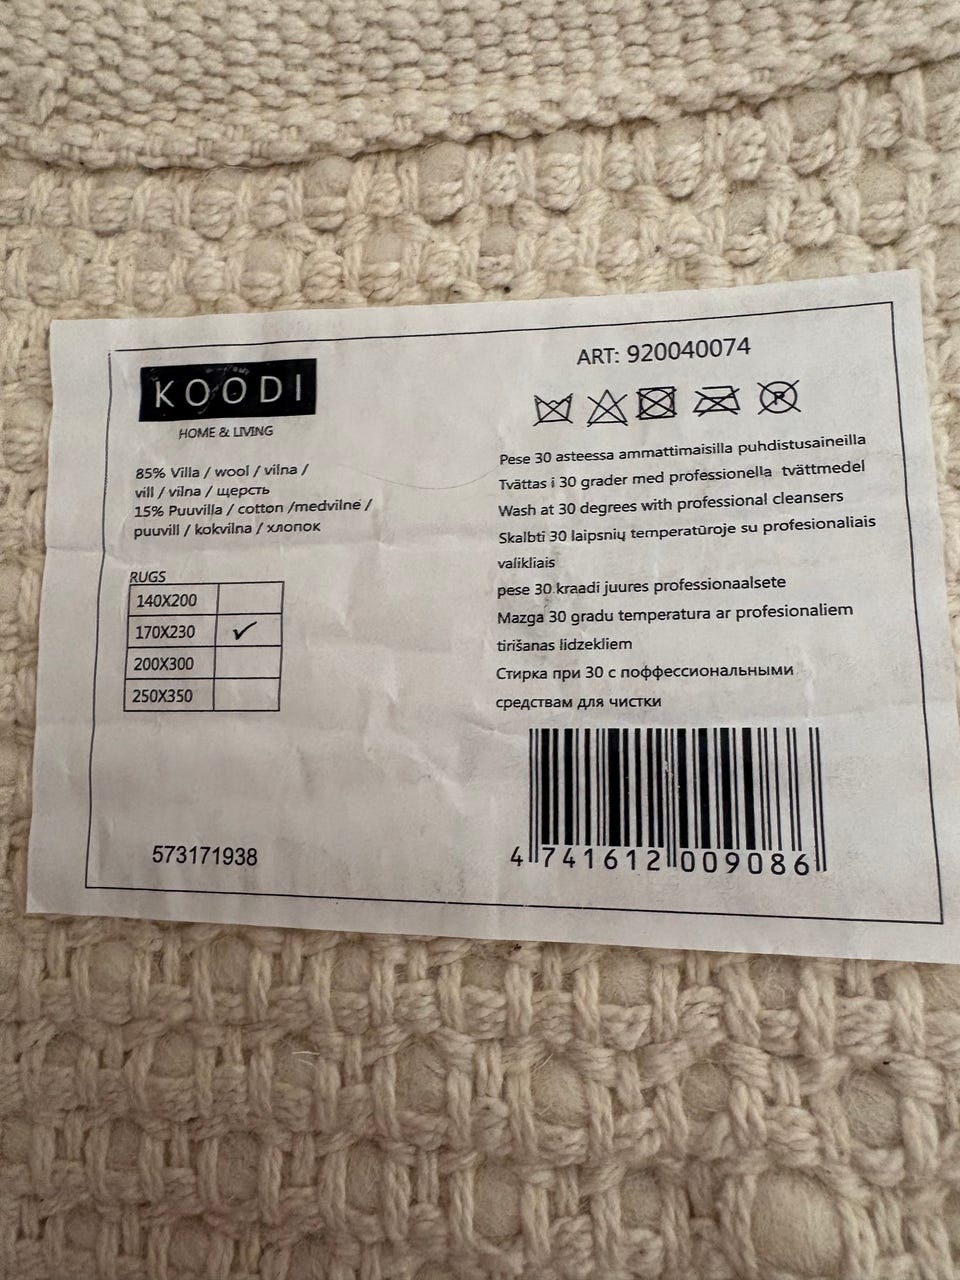 KOODI
HOME & LIVING
85% Villa / wool / vilna /
vill / vilna / щерсть
15% Puuvilla / cotton /medvilnė /
puuvill / kokvilna / хлопок
RUGS
140X200
170X230 ✓
200X300
250X350
573171938
ART: 920040074
P
Pese 30 asteessa ammattimaisilla puhdistusaineilla
Tvättas i 30 grader med professionella tvättmedel
Wash at 30 degrees with professional cleansers
Skalbti 30 laipsnių temperatūroje su profesionaliais
valikliais
pese 30 kraadi juures professionaalsete
Mazga 30 gradu temperatura ar profesionaliem
tirišanas lidzekliem
Стирка при 30 с поффессиональными
средствам для чистки
4 741612 009086